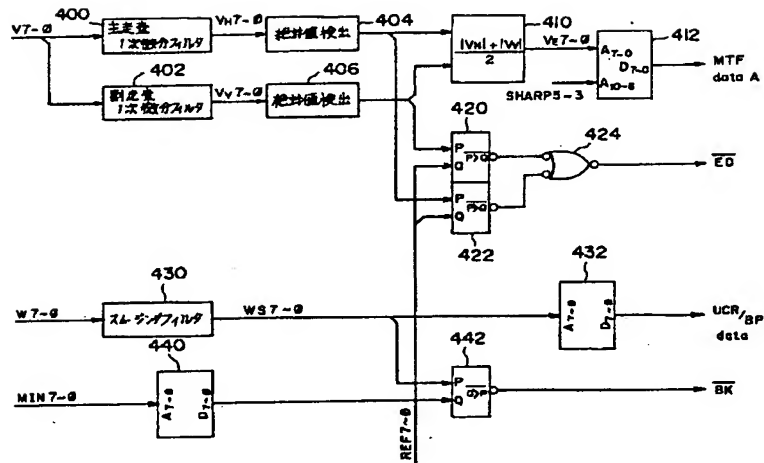 400
V7~0
主走査
1次微分フィルタ
VH7~0
絶対値検出
404
402
副走査
1次微分フィルタ
VV7~0
絶対値検出
406
|VH|+|VV|
2
410
VE7~0
A7-0
D7-0
A10-8
412
MTF
data A
SHARP5-3
420
P
Q
P>Q
P
Q
P>Q
422
424
ED
430
W7~0
スムージングフィルタ
WS7~0
432
A7~0
D7~0
UCR/BP
data
440
MIN7~0
A7~0
D7~0
442
P
Q
Q>P
BK
REF7~0